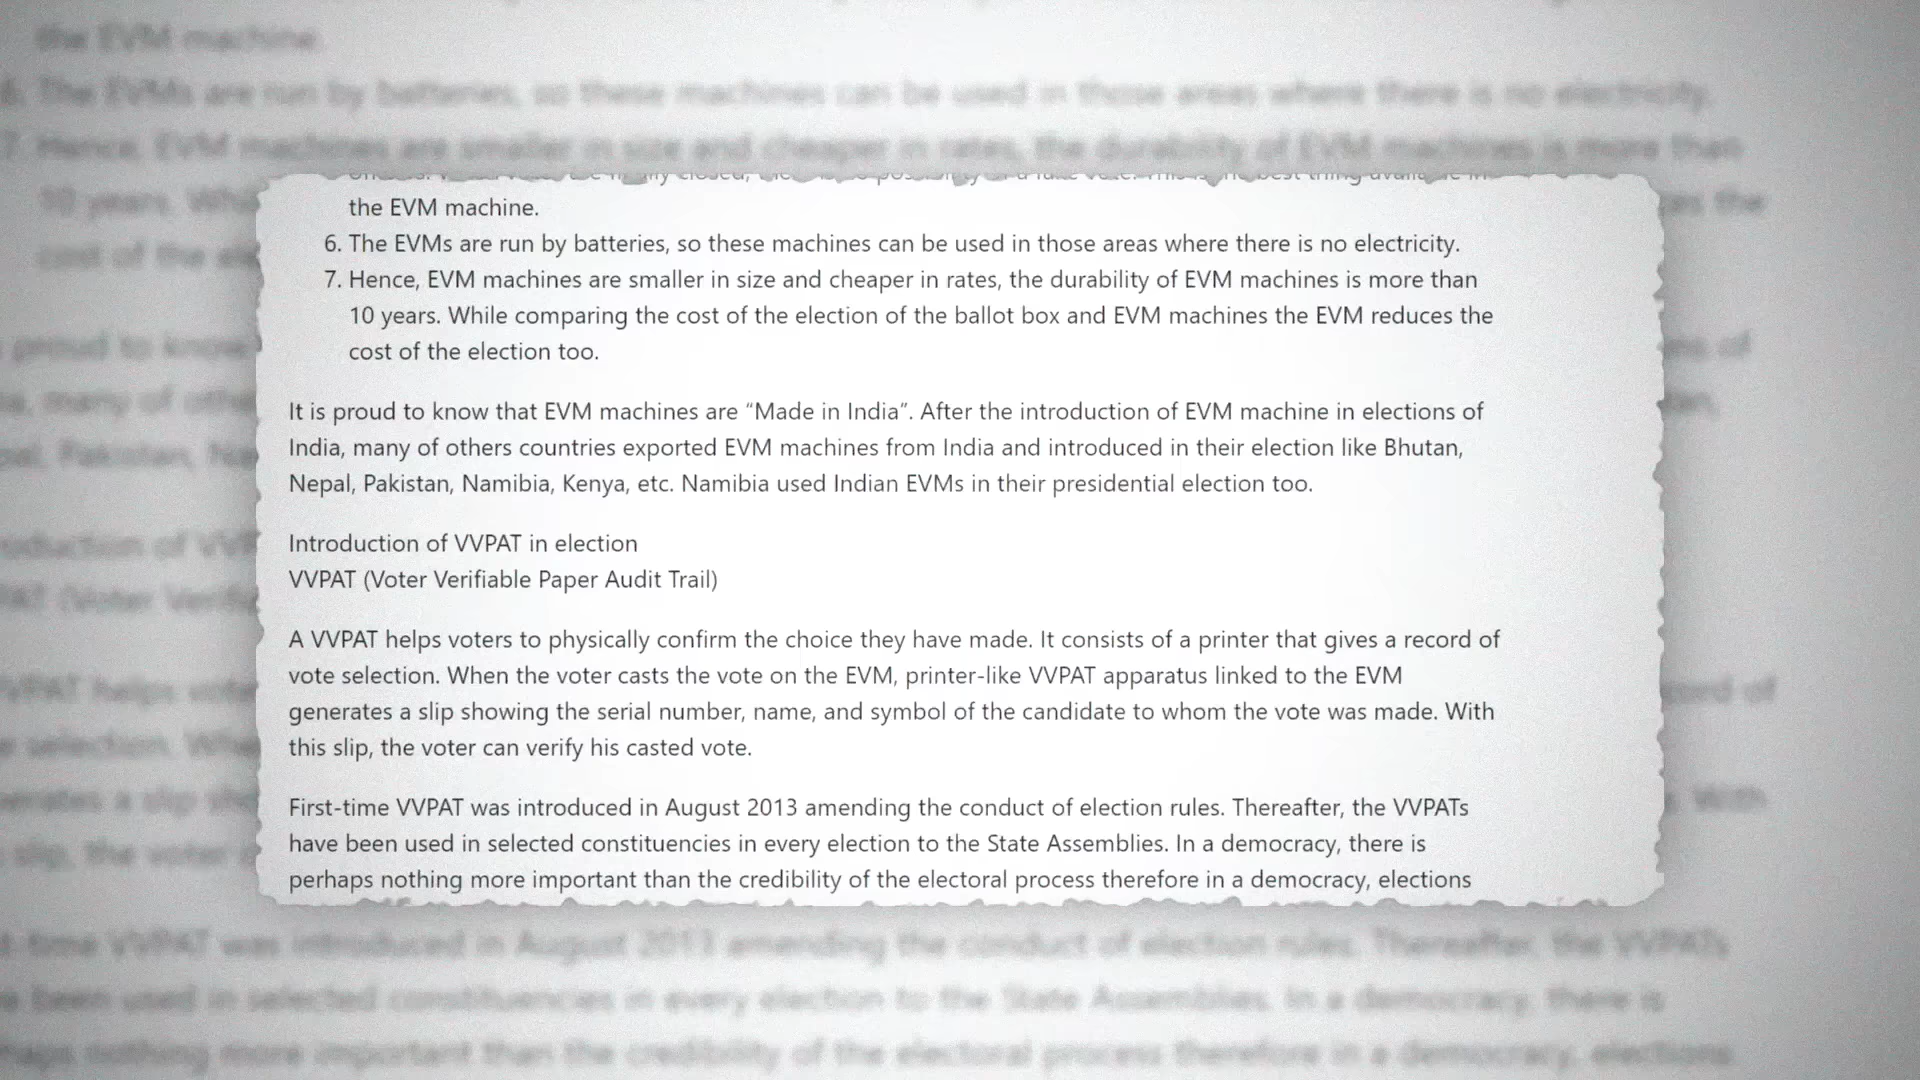 the EVM machine.
6. The EVMs are run by batteries, so these machines can be used in those areas where there is no electricity.
7. Hence, EVM machines are smaller in size and cheaper in rates, the durability of EVM machines is more than
10 years. While comparing the cost of the election of the ballot box and EVM machines the EVM reduces the
cost of the election too.
It is proud to know that EVM machines are “Made in India”. After the introduction of EVM machine in elections of
India, many of others countries exported EVM machines from India and introduced in their election like Bhutan,
Nepal, Pakistan, Namibia, Kenya, etc. Namibia used Indian EVMs in their presidential election too.
Introduction of VVPAT in election
VVPAT (Voter Verifiable Paper Audit Trail)
A VVPAT helps voters to physically confirm the choice they have made. It consists of a printer that gives a record of
vote selection. When the voter casts the vote on the EVM, printer-like VVPAT apparatus linked to the EVM
generates a slip showing the serial number, name, and symbol of the candidate to whom the vote was made. With
this slip, the voter can verify his casted vote.
First-time VVPAT was introduced in August 2013 amending the conduct of election rules. Thereafter, the VVPATs
have been used in selected constituencies in every election to the State Assemblies. In a democracy, there is
perhaps nothing more important than the credibility of the electoral process therefore in a democracy, elections